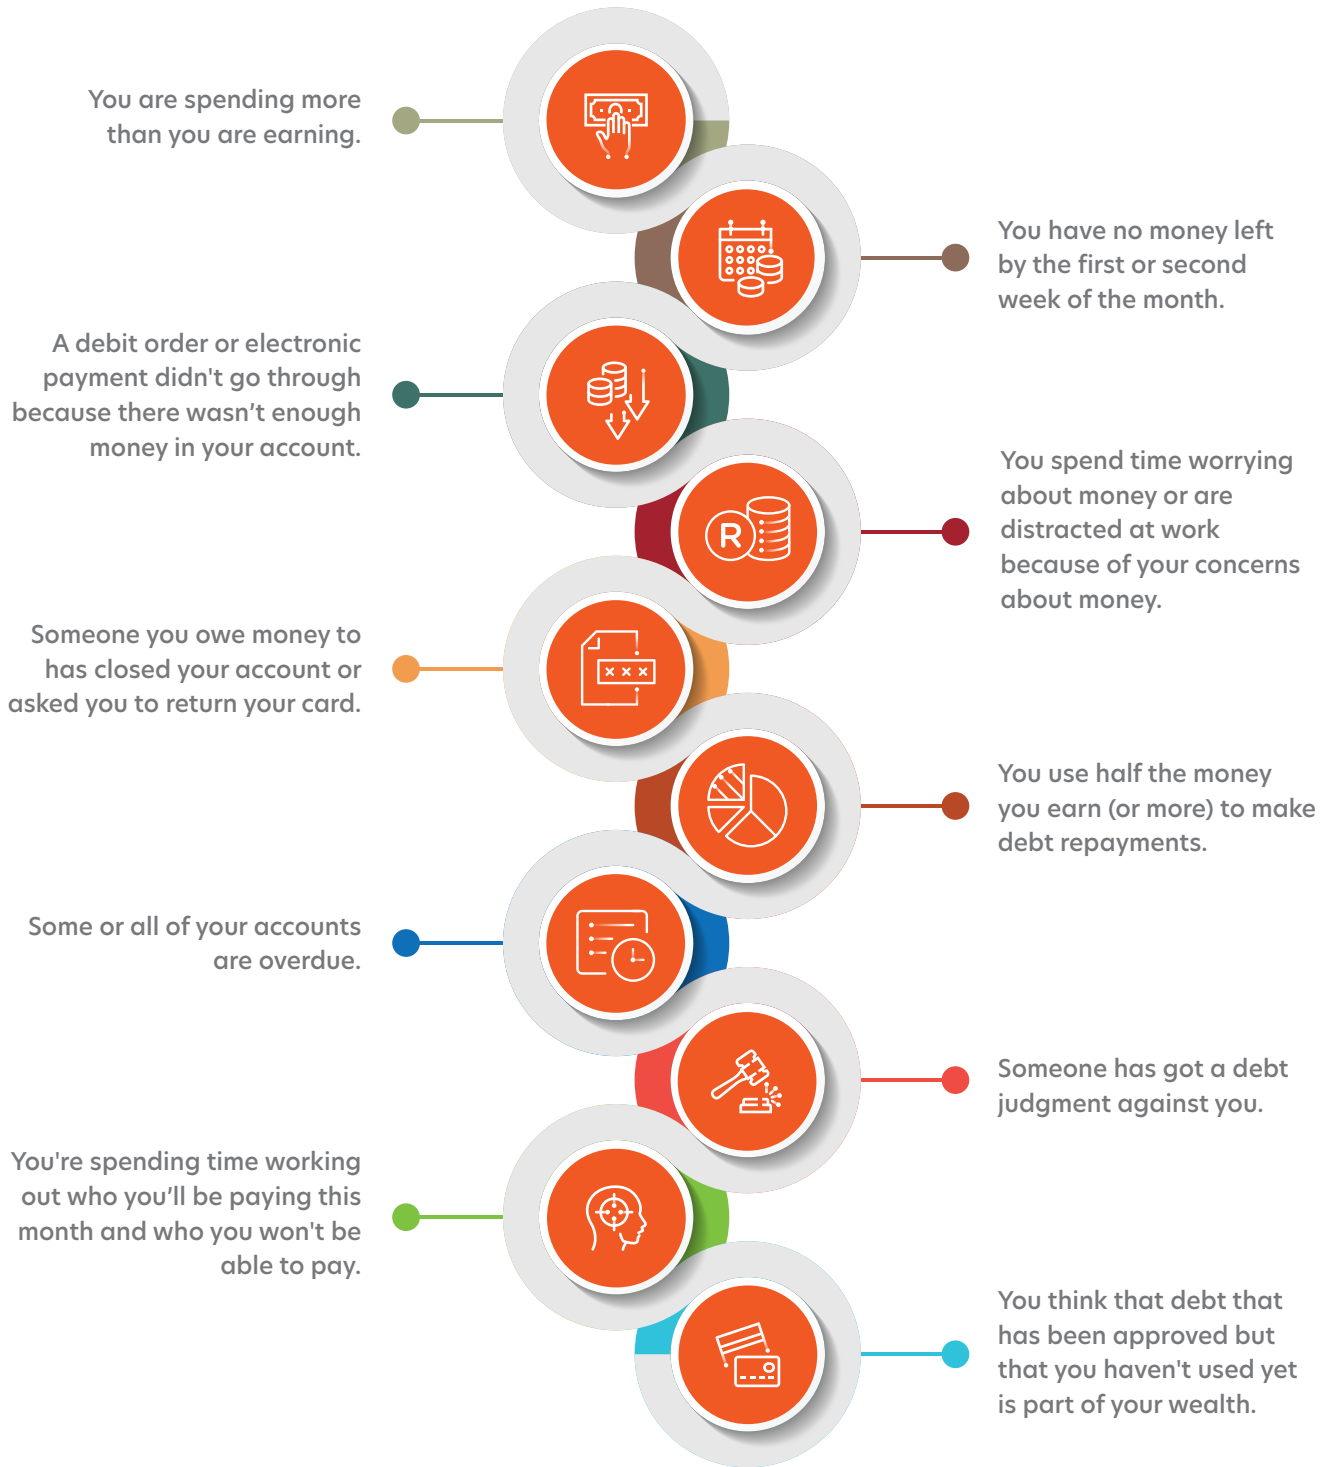 You are spending more
than you are earning.
You have no money left
by the first or second
week of the month.
A debit order or electronic
payment didn't go through
because there wasn’t enough
money in your account.
You spend time worrying
about money or are
distracted at work
because of your concerns
about money.
R
Someone you owe money to
has closed your account or
asked you to return your card.
You use half the money
you earn (or more) to make
debt repayments.
Some or all of your accounts
are overdue.
Someone has got a debt
judgment against you.
You're spending time working
out who you’ll be paying this
month and who you won't be
able to pay.
You think that debt that
has been approved but
that you haven't used yet
is part of your wealth.